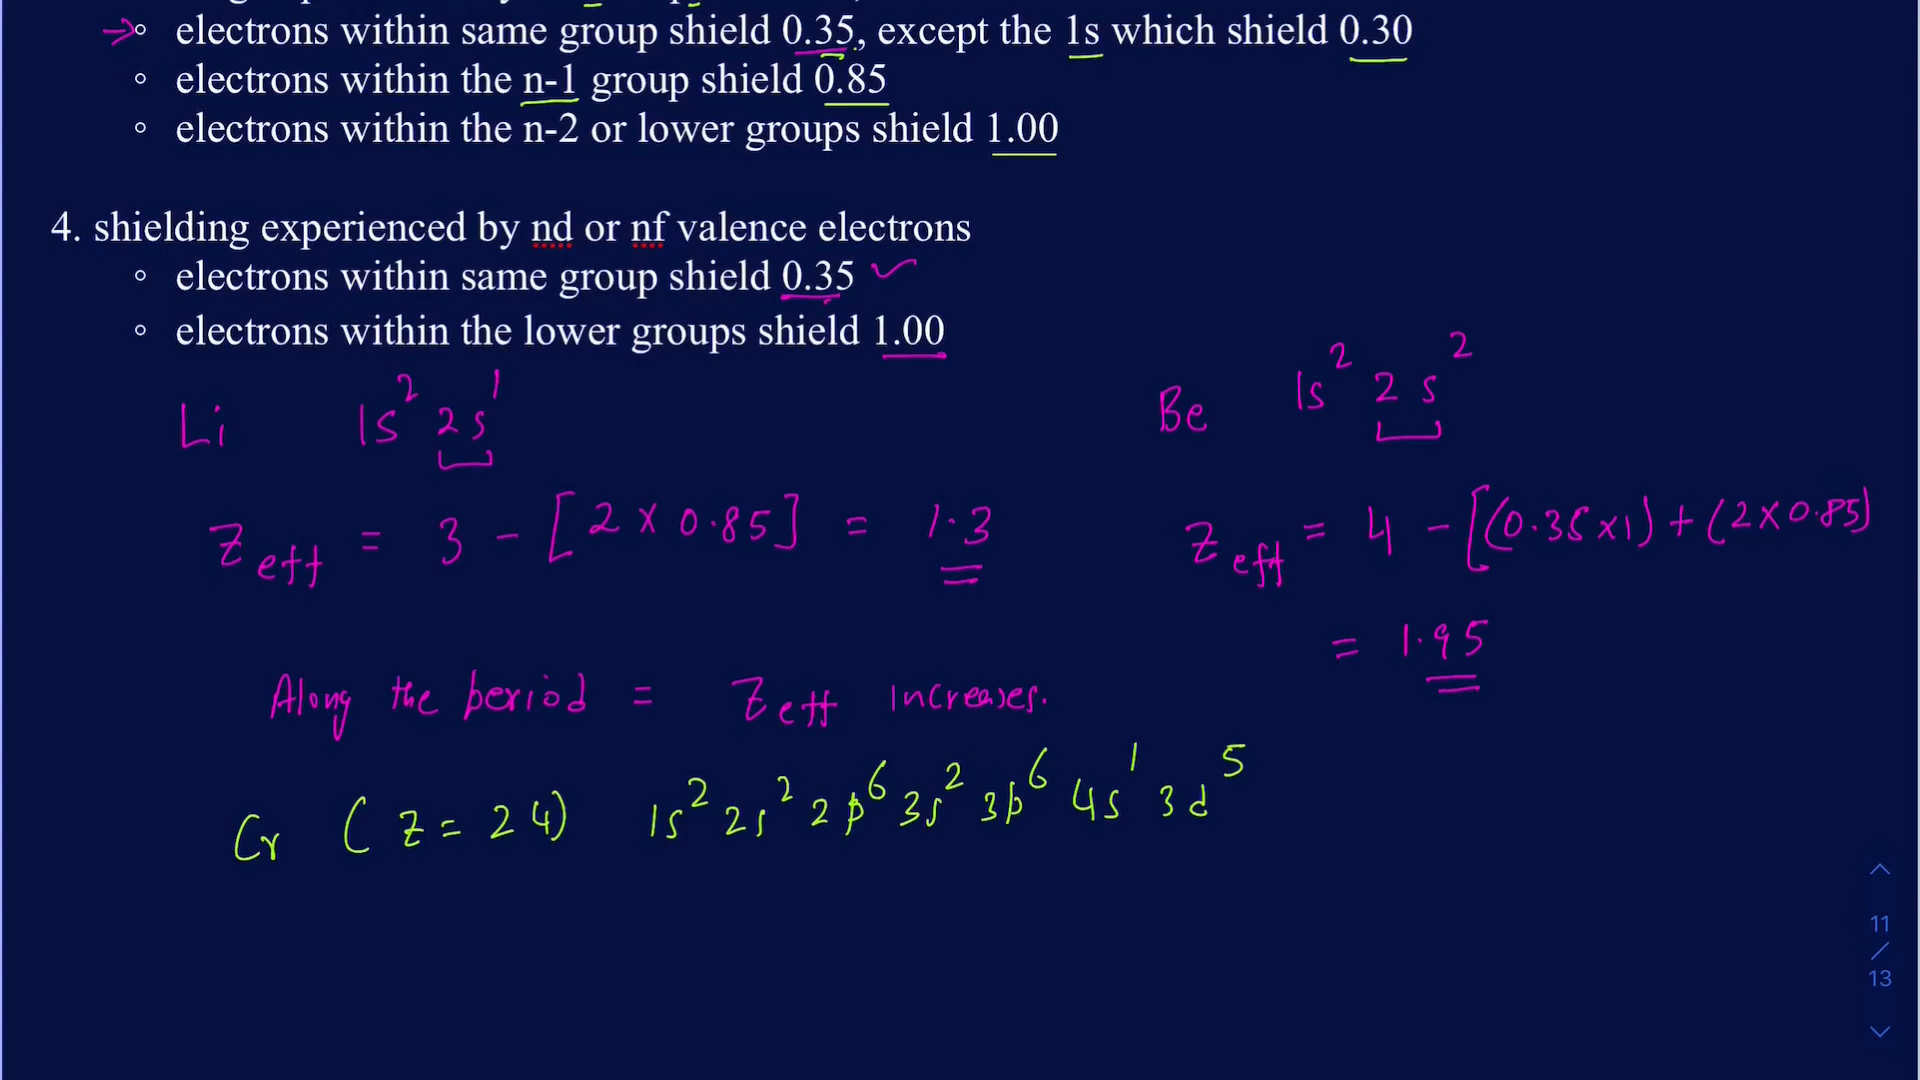 ◦ electrons within same group shield 0.35, except the 1s which shield 0.30
◦ electrons within the n-1 group shield 0.85
◦ electrons within the n-2 or lower groups shield 1.00
4. shielding experienced by nd or nf valence electrons
◦ electrons within same group shield 0.35 ✓
◦ electrons within the lower groups shield 1.00
Li 1s² 2s¹
Zeff = 3 - [2 x 0.85] = 1.3
Be 1s² 2s²
Zeff = 4 - [(0.35x1) + (2x0.85)
= 1.95
Along the period = Zeff increases.
Cr (Z = 24) 1s² 2s² 2p⁶ 3s² 3p⁶ 4s¹ 3d⁵
11
/
13